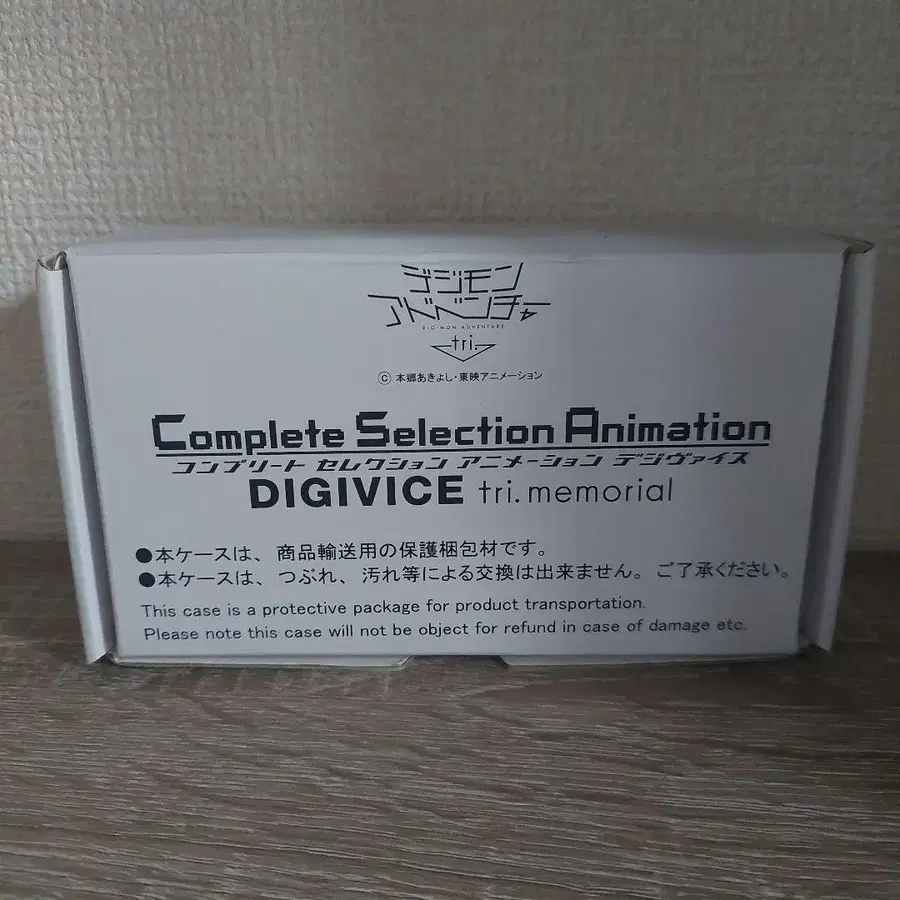 デジモン
アドベンチャー
DIGIMON ADVENTURE
tri.
Ⓒ 本郷あきよし・東映アニメーション
Complete Selection Animation
コンプリート セレクション アニメーション デジヴァイス
DIGIVICE tri. memorial
●本ケースは、商品輸送用の保護梱包材です。
●本ケースは、つぶれ、汚れ等による交換は出来ません。ご了承ください。
This case is a protective package for product transportation.
Please note this case will not be object for refund in case of damage etc.